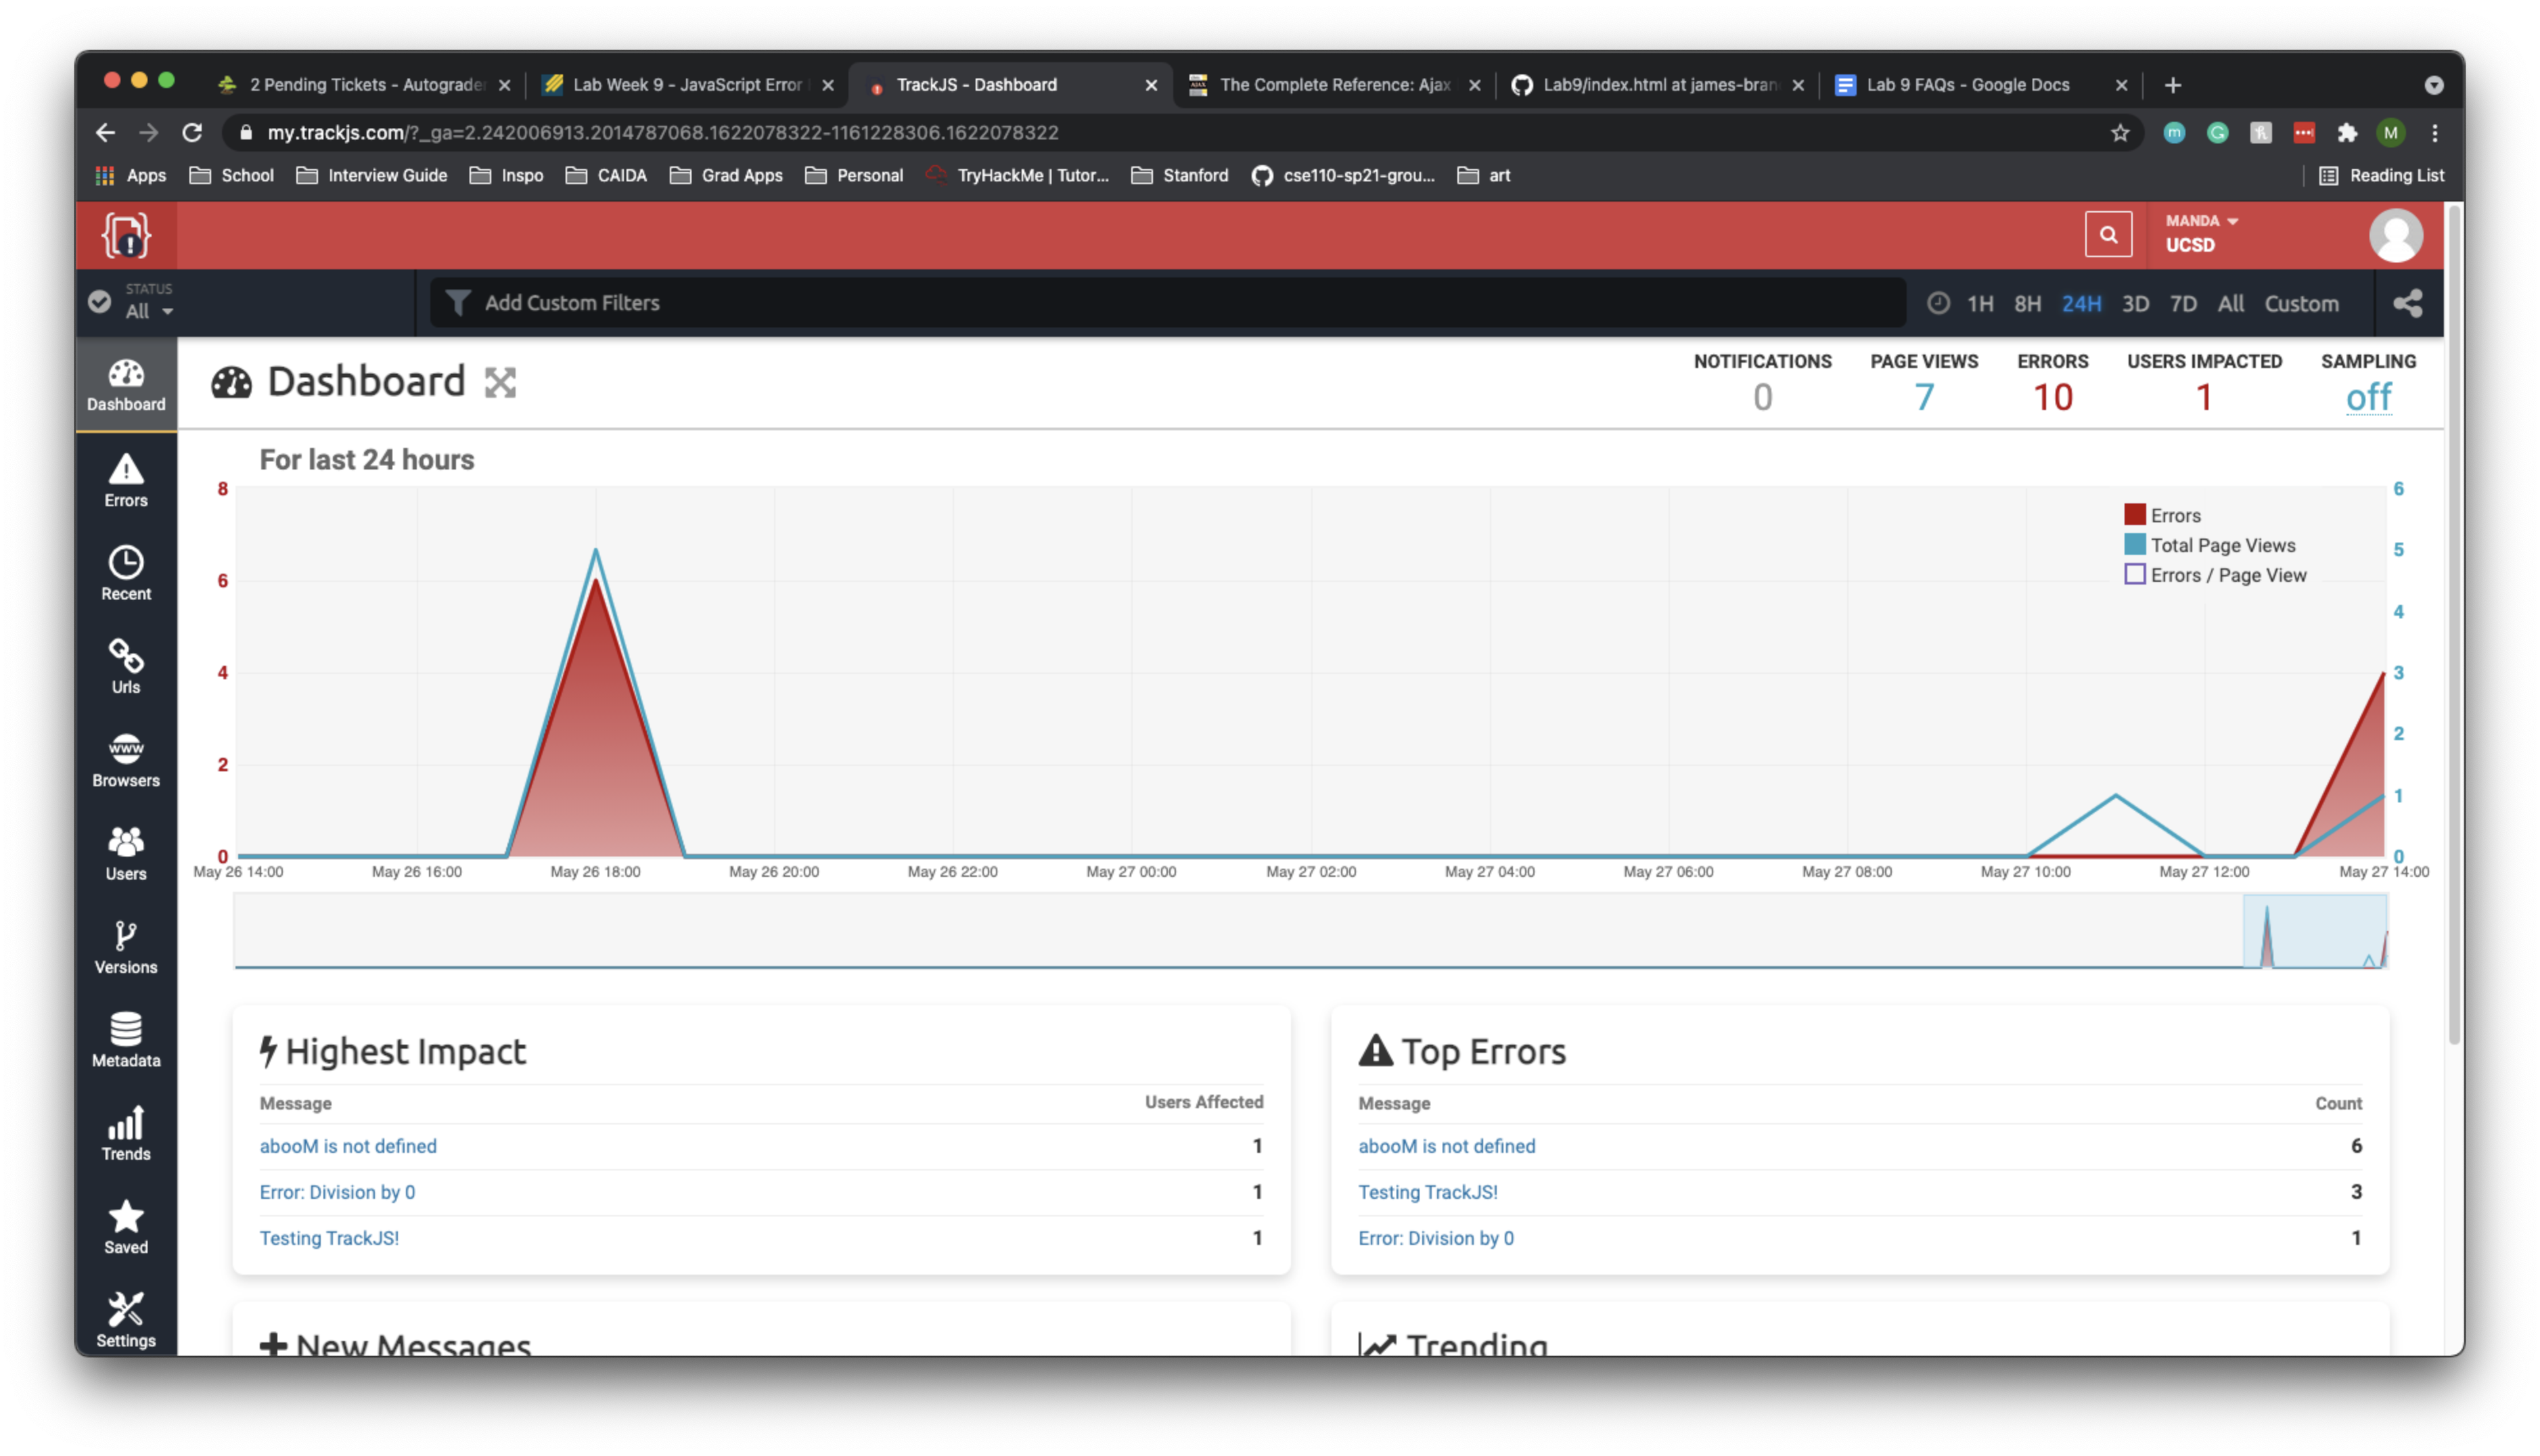 2 Pending Tickets - Autograder
Lab Week 9 - JavaScript Error
TrackJS - Dashboard
The Complete Reference: Ajax
Lab9/index.html at james-bran
Lab 9 FAQs - Google Docs
my.trackjs.com/?_ga=2.242006913.2014787068.1622078322-1161228306.1622078322
M
Apps School Interview Guide Inspo CAIDA Grad Apps Personal TryHackMe | Tutor... Stanford cse110-sp21-grou... art Reading List
MANDA
UCSD
STATUS
All
Add Custom Filters
1H 8H 24H 3D 7D All Custom
Dashboard
Errors
Recent
Urls
www
Browsers
Users
Versions
Metadata
Trends
Saved
Settings
Dashboard
NOTIFICATIONS PAGE VIEWS ERRORS USERS IMPACTED SAMPLING
0 7 10 1 off
For last 24 hours
8
6
4
2
0
Errors
Total Page Views
Errors / Page View
6
5
4
3
2
1
0
May 26 14:00 May 26 16:00 May 26 18:00 May 26 20:00 May 26 22:00 May 27 00:00 May 27 02:00 May 27 04:00 May 27 06:00 May 27 08:00 May 27 10:00 May 27 12:00 May 27 14:00
Highest Impact
Message Users Affected
abooM is not defined 1
Error: Division by 0 1
Testing TrackJS! 1
Top Errors
Message Count
abooM is not defined 6
Testing TrackJS! 3
Error: Division by 0 1
New Messages
Trending